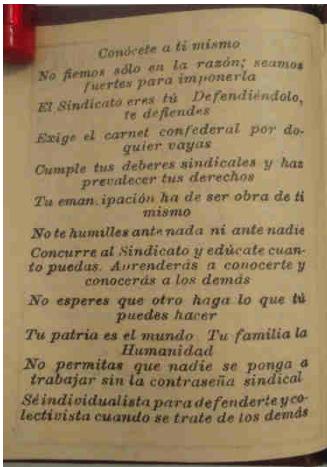 Conócete a ti mismo
No fiemos sólo en la razón; seamos
fuertes para imponerla
El Sindicato eres tú Defendiéndolo,
te defiendes
Exige el carnet confederal por do-
quier vayas
Cumple tus deberes sindicales y haz
prevalecer tus derechos
Tu eman.ipación ha de ser obra de ti
mismo
No te humilles ante nada ni ante nadie
Concurre al Sindicato y edúcate cuan-
to puedas. Aprenderás a conocerte y
conocerás a los demás
No esperes que otro haga lo que tú
puedes hacer
Tu patria es el mundo Tu familia la
Humanidad
No permitas que nadie se ponga a
trabajar sin la contraseña sindical
Sé individualista para defenderte y co-
lectivista cuando se trate de los demás